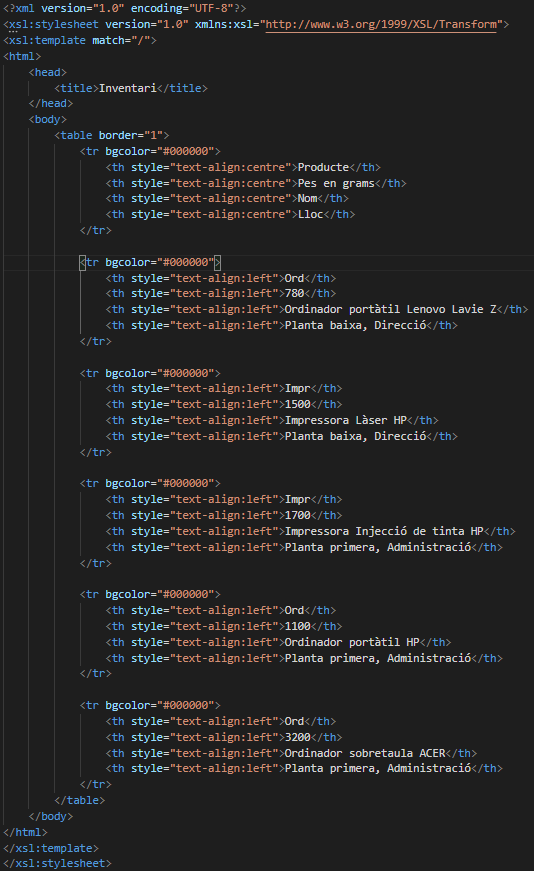 <?xml version="1.0" encoding="UTF-8"?>
<xsl:stylesheet version="1.0" xmlns:xsl="http://www.w3.org/1999/XSL/Transform">
<xsl:template match="/">
<html>
    <head>
        <title>Inventari</title>
    </head>
    <body>
        <table border="1">
            <tr bgcolor="#000000">
                <th style="text-align:centre">Producte</th>
                <th style="text-align:centre">Pes en grams</th>
                <th style="text-align:centre">Nom</th>
                <th style="text-align:centre">Lloc</th>
            </tr>

            <tr bgcolor="#000000">
                <th style="text-align:left">Ord</th>
                <th style="text-align:left">780</th>
                <th style="text-align:left">Ordinador portàtil Lenovo Lavie Z</th>
                <th style="text-align:left">Planta baixa, Direcció</th>
            </tr>

            <tr bgcolor="#000000">
                <th style="text-align:left">Impr</th>
                <th style="text-align:left">1500</th>
                <th style="text-align:left">Impressora Làser HP</th>
                <th style="text-align:left">Planta baixa, Direcció</th>
            </tr>

            <tr bgcolor="#000000">
                <th style="text-align:left">Impr</th>
                <th style="text-align:left">1700</th>
                <th style="text-align:left">Impressora Injecció de tinta HP</th>
                <th style="text-align:left">Planta primera, Administració</th>
            </tr>

            <tr bgcolor="#000000">
                <th style="text-align:left">Ord</th>
                <th style="text-align:left">1100</th>
                <th style="text-align:left">Ordinador portàtil HP</th>
                <th style="text-align:left">Planta primera, Administració</th>
            </tr>

            <tr bgcolor="#000000">
                <th style="text-align:left">Ord</th>
                <th style="text-align:left">3200</th>
                <th style="text-align:left">Ordinador sobretaula ACER</th>
                <th style="text-align:left">Planta primera, Administració</th>
            </tr>
        </table>
    </body>
</html>
</xsl:template>
</xsl:stylesheet>